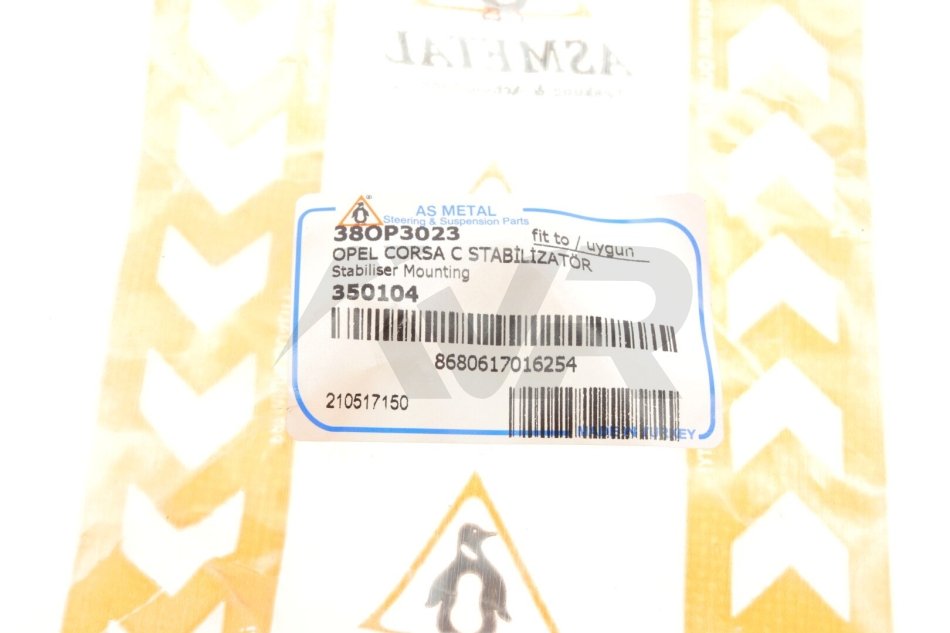 ASMETAL
AS METAL
Steering & Suspension Parts
38OP3023
fit to / uygun
OPEL CORSA C STABİLİZATÖR
Stabiliser Mounting
350104
8680617016254
210517150
MADE IN TURKEY
AVR